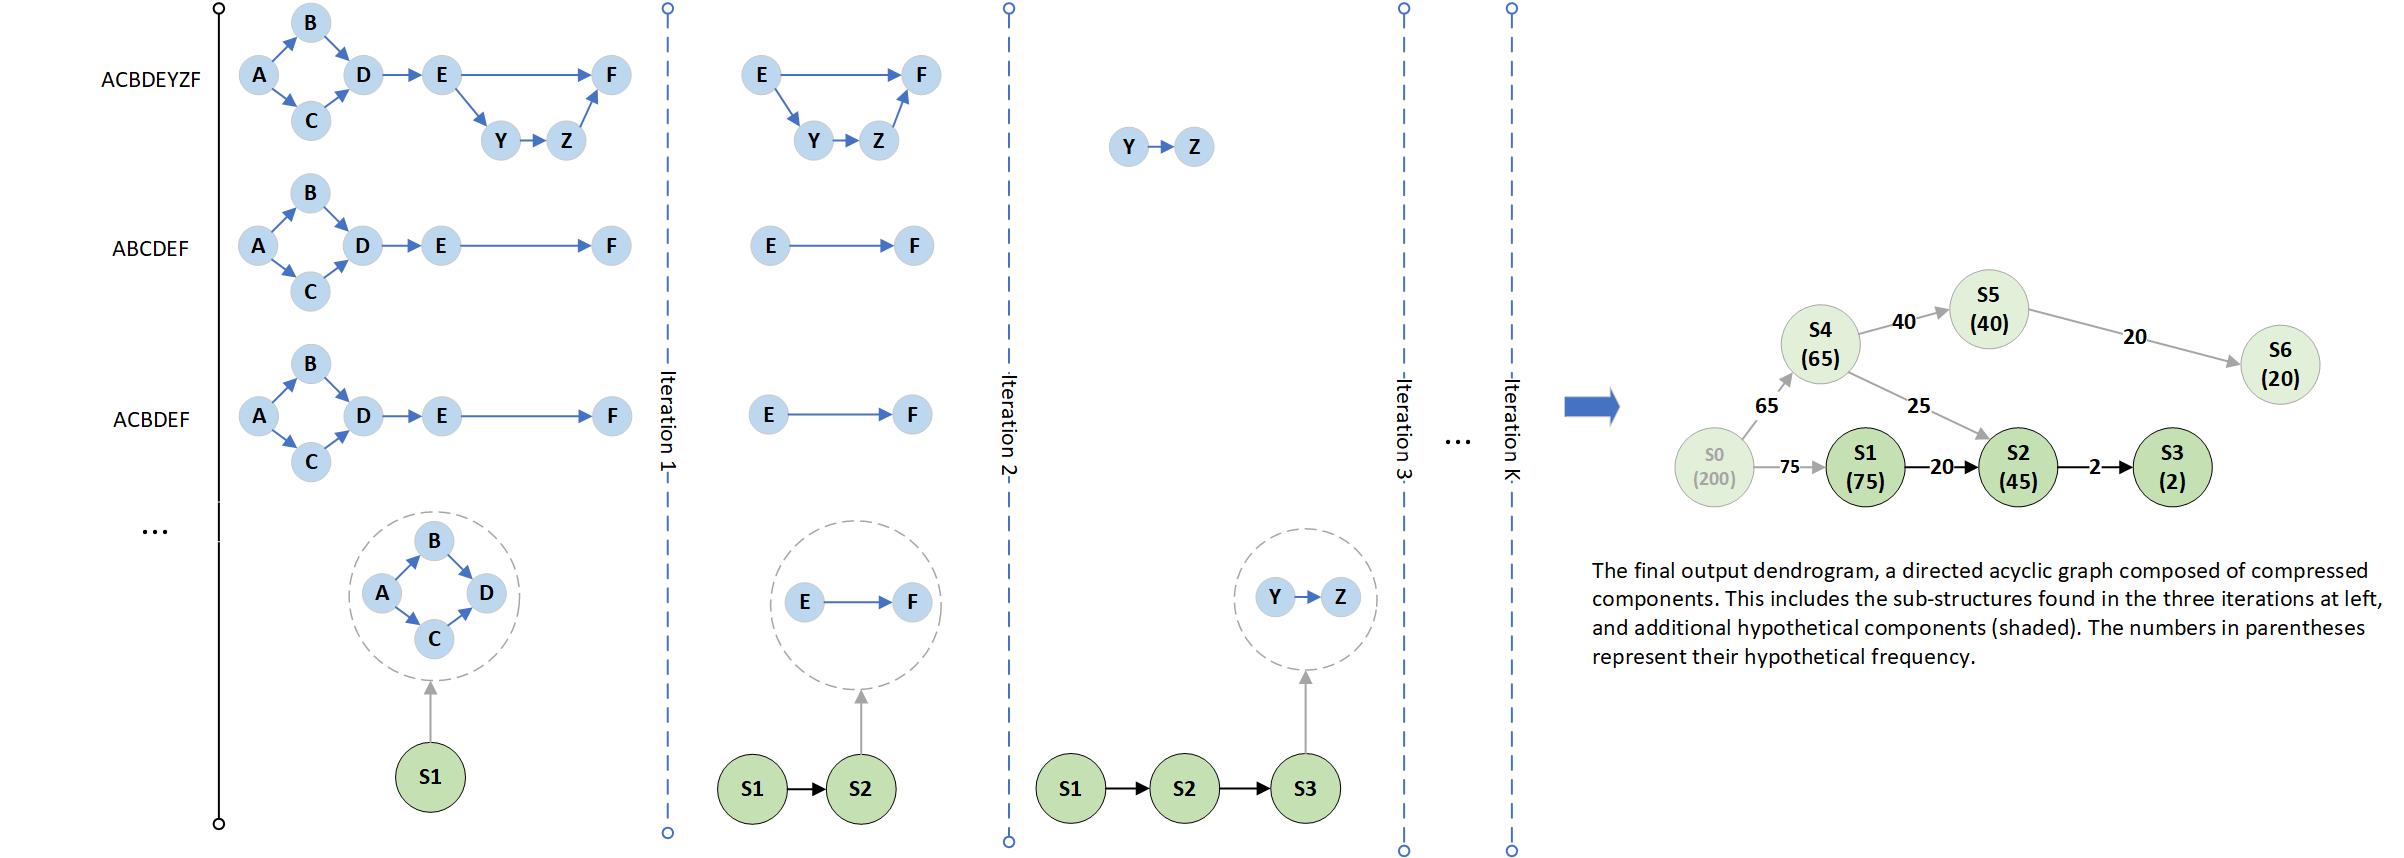 ACBDEYZF
A
B
C
D
E
F
Y
Z
E
F
Y
Z
Y
Z
ABCDEF
A
B
C
D
E
F
E
F
ACBDEF
A
B
C
D
E
F
E
F
...
A
B
C
D
S1
Iteration 1
E
F
S1
S2
Iteration 2
Y
Z
S1
S2
S3
Iteration 3
...
Iteration K
S0
(200)
65
75
S4
(65)
40
25
S5
(40)
20
S6
(20)
S1
(75)
20
S2
(45)
2
S3
(2)
The final output dendrogram, a directed acyclic graph composed of compressed
components. This includes the sub-structures found in the three iterations at left,
and additional hypothetical components (shaded). The numbers in parentheses
represent their hypothetical frequency.